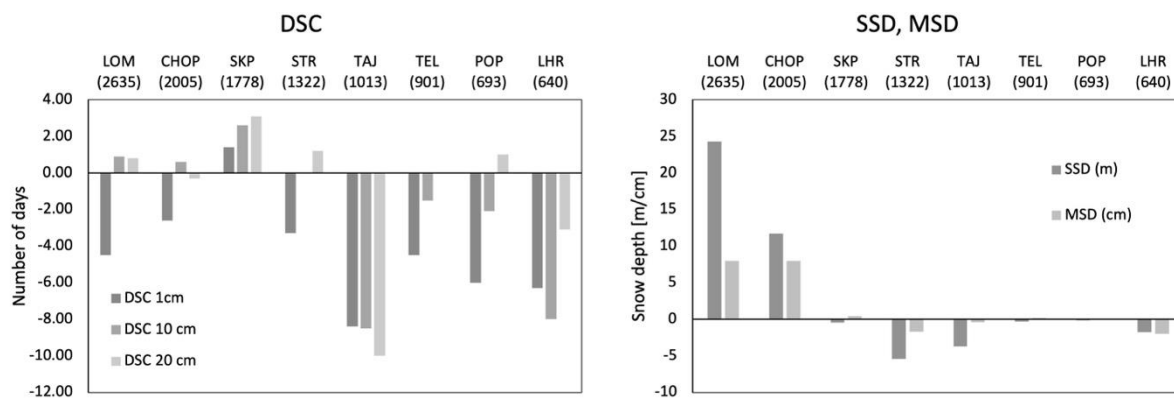 DSC
LOM CHOP SKP STR TAJ TEL POP LHR
(2635) (2005) (1778) (1322) (1013) (901) (693) (640)
4.00
2.00
0.00
-2.00
-4.00
-6.00
-8.00
-10.00
-12.00
Number of days
DSC 1cm
DSC 10 cm
DSC 20 cm
SSD, MSD
LOM CHOP SKP STR TAJ TEL POP LHR
(2635) (2005) (1778) (1322) (1013) (901) (693) (640)
30
25
20
15
10
5
0
-5
-10
Snow depth [m/cm]
SSD (m)
MSD (cm)